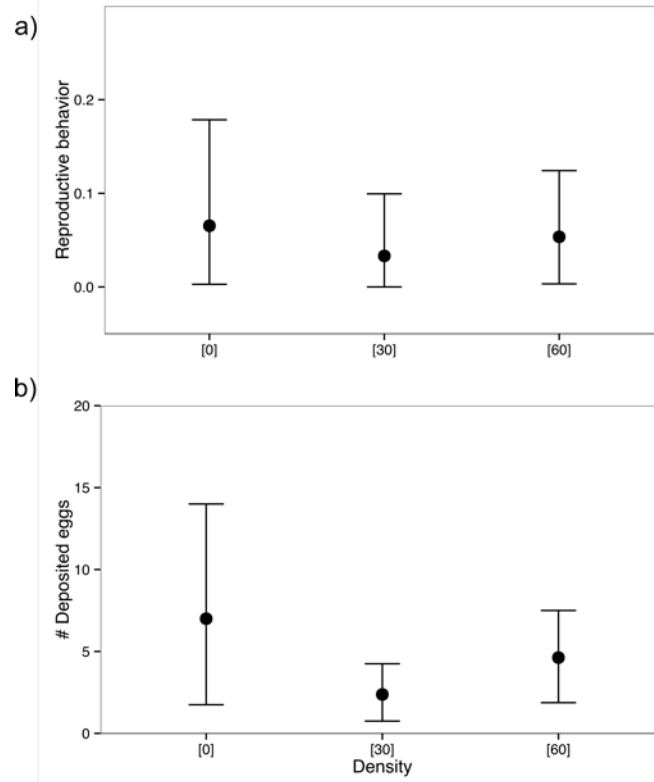 a)
Reproductive behavior
0.2
0.1
0.0
[0] [30] [60]
b)
# Deposited eggs
20
15
10
5
0
[0] [30] [60]
Density